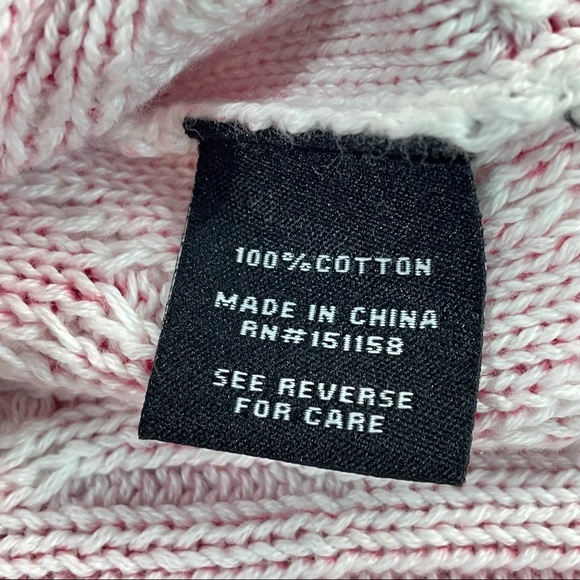 100%COTTON
MADE IN CHINA
RN#151158
SEE REVERSE
FOR CARE